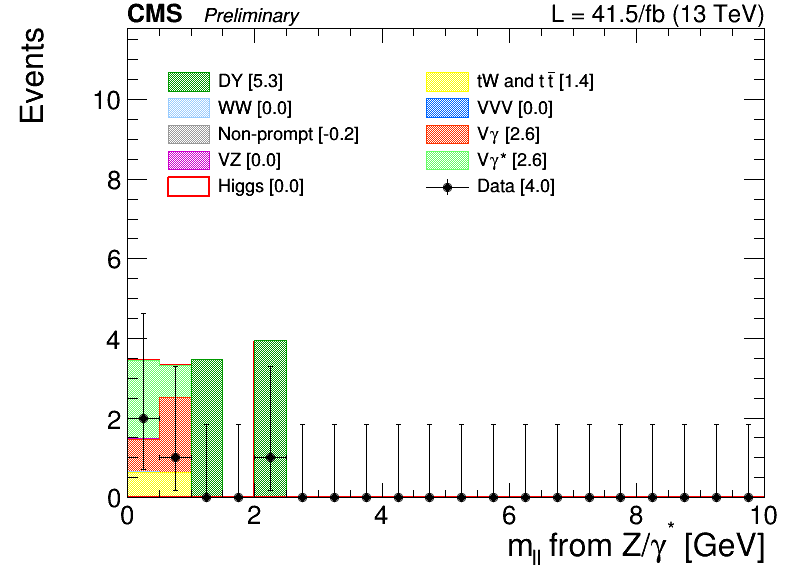 CMS Preliminary L = 41.5/fb (13 TeV)
Events
DY [5.3]
WW [0.0]
Non-prompt [-0.2]
VZ [0.0]
Higgs [0.0]
tW and tt̅ [1.4]
VVV [0.0]
Vγ [2.6]
Vγ* [2.6]
Data [4.0]
10
8
6
4
2
0
0 2 4 6 8 10
m_ll from Z/γ* [GeV]